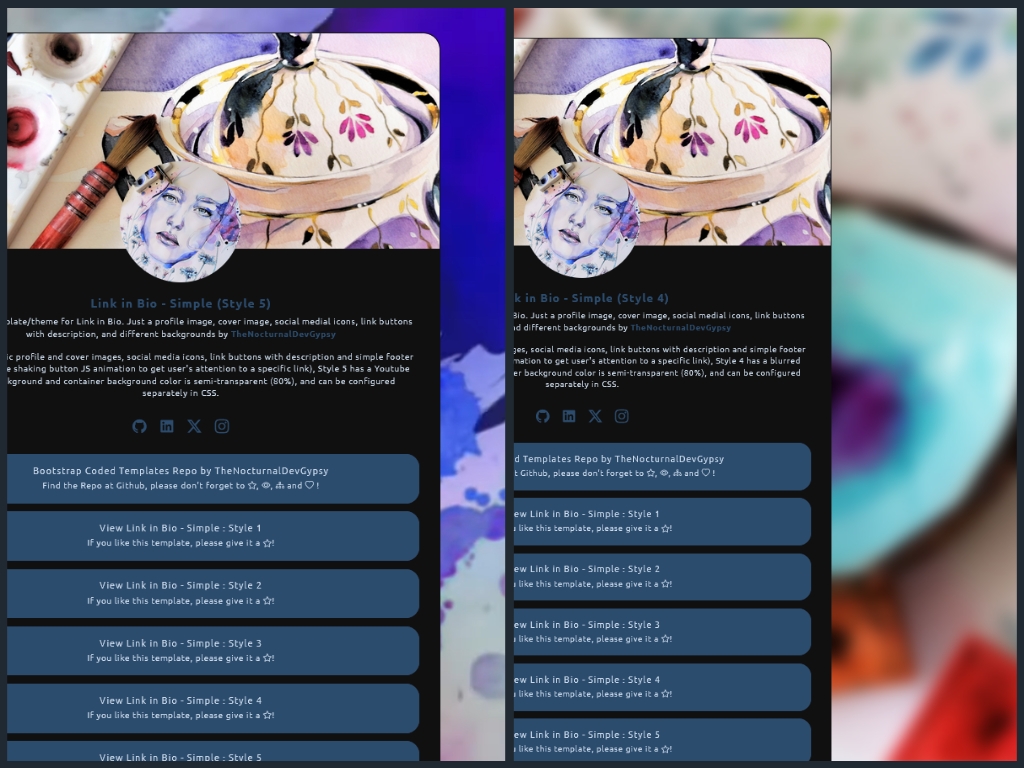 Link in Bio - Simple (Style 5)
plate/theme for Link in Bio. Just a profile image, cover image, social medial icons, link buttons
with description, and different backgrounds by TheNocturnalDevGypsy
ic profile and cover images, social media icons, link buttons with description and simple footer
e shaking button JS animation to get user's attention to a specific link), Style 5 has a Youtube
kground and container background color is semi-transparent (80%), and can be configured
separately in CSS.
Bootstrap Coded Templates Repo by TheNocturnalDevGypsy
Find the Repo at Github, please don't forget to ☆, and ♡ !
View Link in Bio - Simple : Style 1
If you like this template, please give it a ☆!
View Link in Bio - Simple : Style 2
If you like this template, please give it a ☆!
View Link in Bio - Simple : Style 3
If you like this template, please give it a ☆!
View Link in Bio - Simple : Style 4
If you like this template, please give it a ☆!
View Link in Bio - Simple : Style 5
k in Bio - Simple (Style 4)
Bio. Just a profile image, cover image, social medial icons, link buttons
d different backgrounds by TheNocturnalDevGypsy
ges, social media icons, link buttons with description and simple footer
mation to get user's attention to a specific link), Style 4 has a blurred
er background color is semi-transparent (80%), and can be configured
separately in CSS.
d Templates Repo by TheNocturnalDevGypsy
t Github, please don't forget to ☆, and ♡ !
ew Link in Bio - Simple : Style 1
u like this template, please give it a ☆!
ew Link in Bio - Simple : Style 2
u like this template, please give it a ☆!
ew Link in Bio - Simple : Style 3
u like this template, please give it a ☆!
ew Link in Bio - Simple : Style 4
u like this template, please give it a ☆!
ew Link in Bio - Simple : Style 5
u like this template, please give it a ☆!